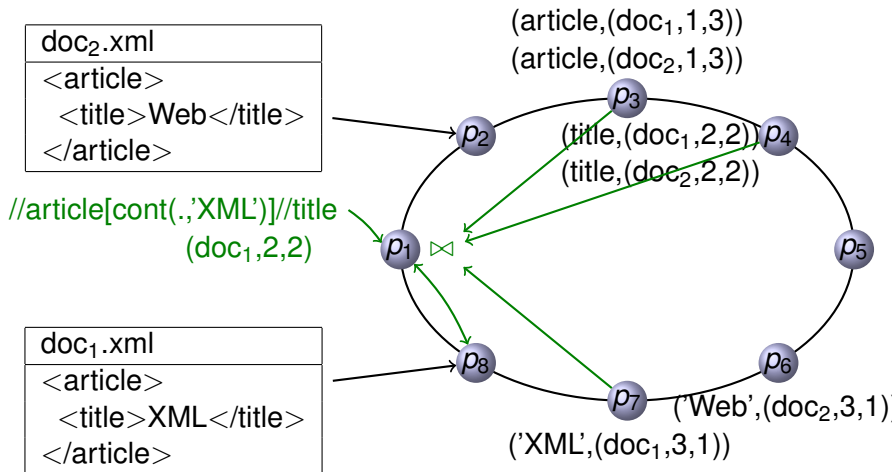 (article,(doc₁,1,3))
(article,(doc₂,1,3))
doc₂.xml
<article>
<title>Web</title>
</article>
p₃
p₂
(title,(doc₁,2,2))
p₄
(title,(doc₂,2,2))
//article[cont(.,'XML')]//title
(doc₁,2,2)
p₁ ⋈
p₅
doc₁.xml
<article>
<title>XML</title>
</article>
p₈
p₆
p₇
('Web',(doc₂,3,1))
('XML',(doc₁,3,1))